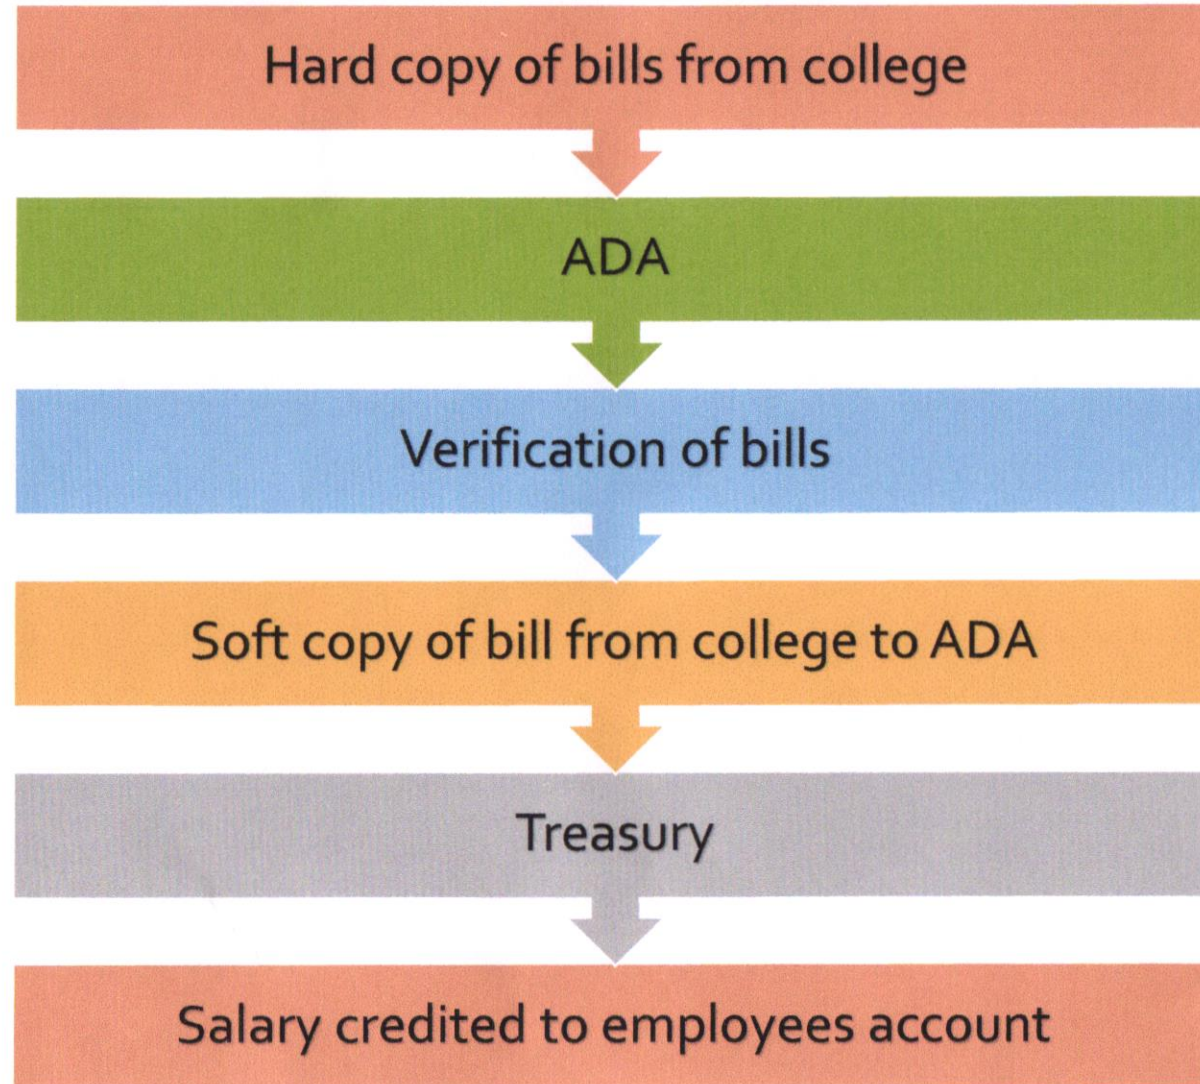 Hard copy of bills from college
ADA
Verification of bills
Soft copy of bill from college to ADA
Treasury
Salary credited to employees account